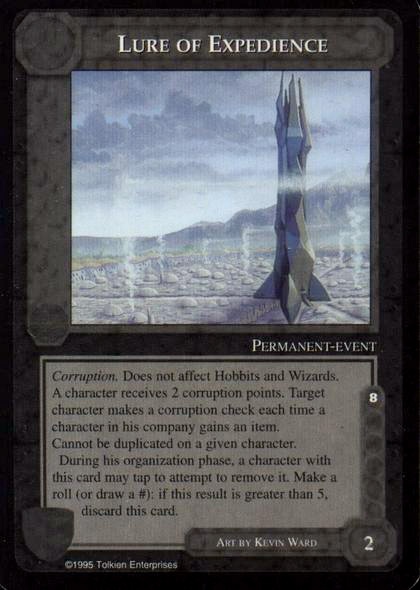 LURE OF EXPEDIENCE
PERMANENT-EVENT
Corruption. Does not affect Hobbits and Wizards.
A character receives 2 corruption points. Target
character makes a corruption check each time a
character in his company gains an item.
Cannot be duplicated on a given character.
During his organization phase, a character with
this card may tap to attempt to remove it. Make a
roll (or draw a #): if this result is greater than 5,
discard this card.
8
ART BY KEVIN WARD
2
©1995 Tolkien Enterprises